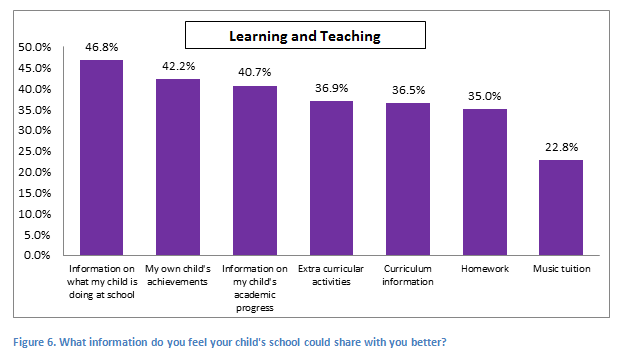 Learning and Teaching
50.0%
45.0%
40.0%
35.0%
30.0%
25.0%
20.0%
15.0%
10.0%
5.0%
0.0%
46.8%
42.2%
40.7%
36.9%
36.5%
35.0%
22.8%
Information on
what my child is
doing at school
My own child's
achievements
Information on
my child's
academic
progress
Extra curricular
activities
Curriculum
information
Homework
Music tuition
Figure 6. What information do you feel your child's school could share with you better?